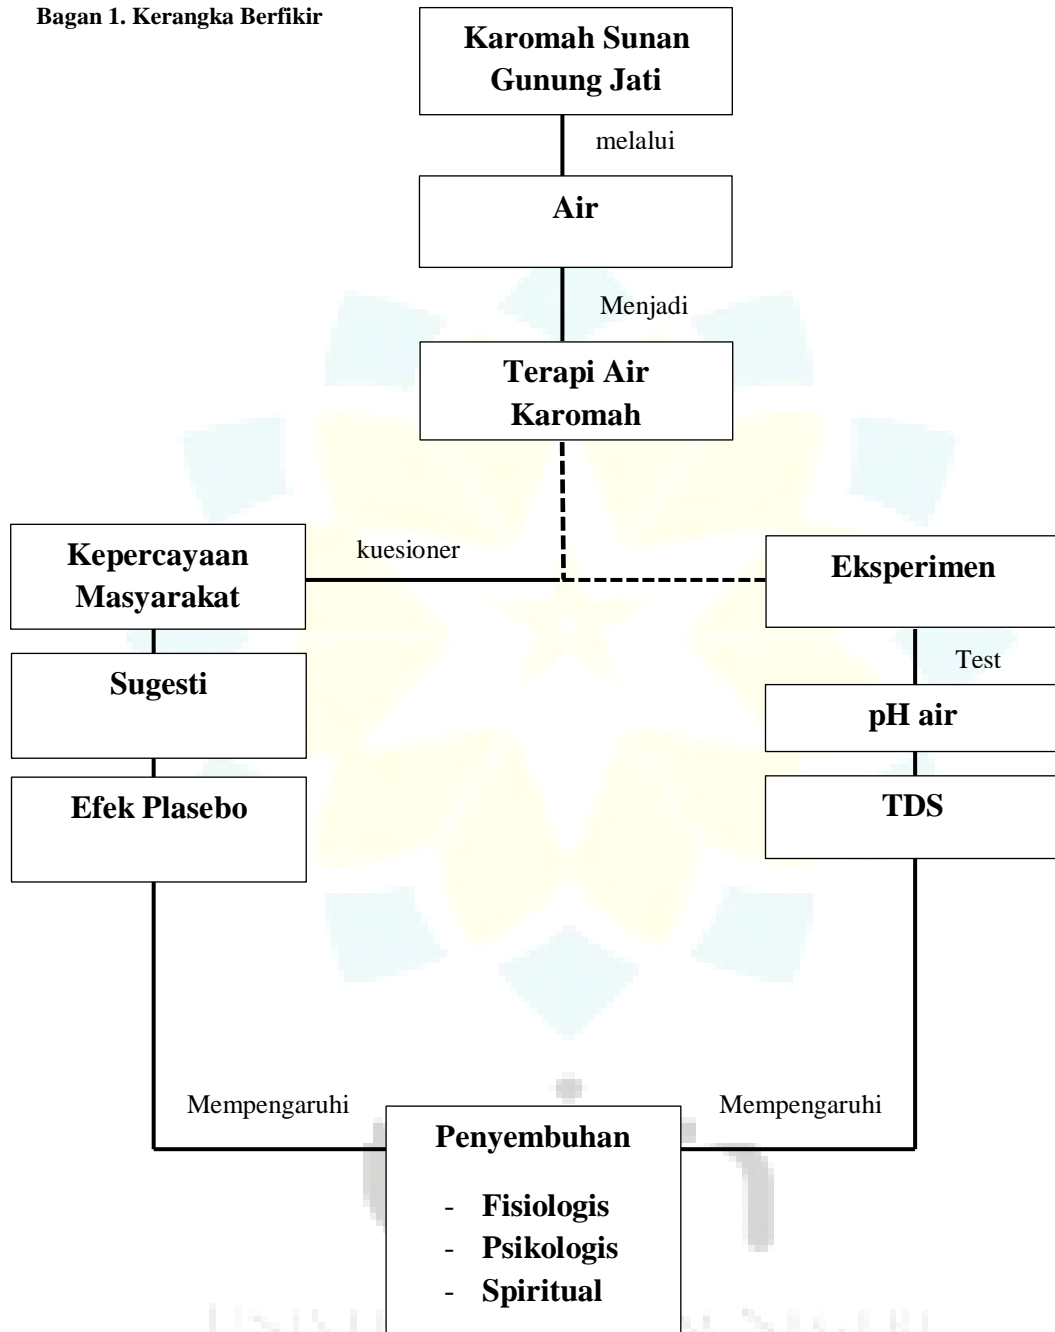 Bagan 1. Kerangka Berfikir
Karomah Sunan
Gunung Jati
melalui
Air
Menjadi
Terapi Air
Karomah
Kepercayaan
Masyarakat
kuesioner
Eksperimen
Sugesti
Test
pH air
Efek Plasebo
TDS
Mempengaruhi
Mempengaruhi
Penyembuhan
- Fisiologis
- Psikologis
- Spiritual